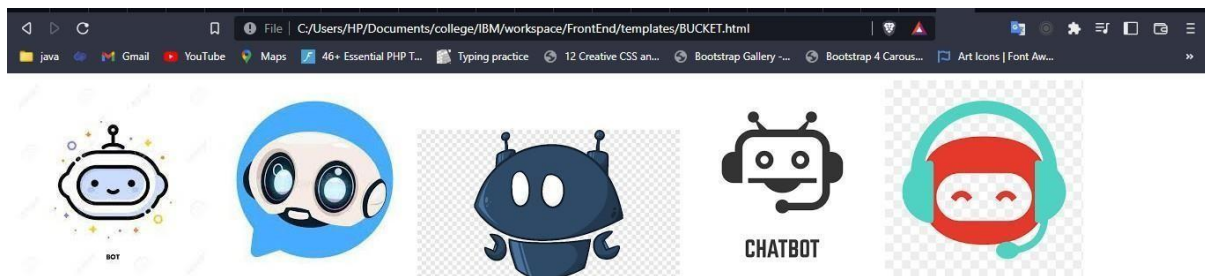 File C:/Users/HP/Documents/college/IBM/workspace/FrontEnd/templates/BUCKET.html
java Gmail YouTube Maps 46+ Essential PHP T... Typing practice 12 Creative CSS an... Bootstrap Gallery -... Bootstrap 4 Carous... Art Icons | Font Aw... »
BOT
CHATBOT